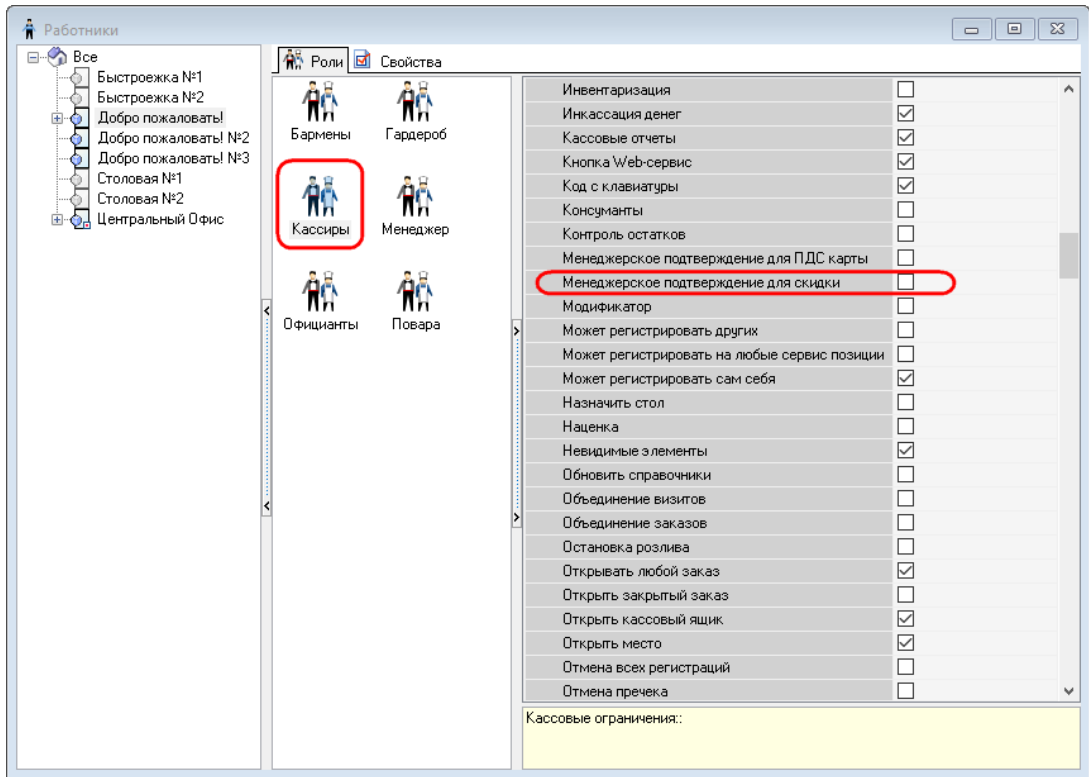 Работники
Все
Быстроежка №1
Быстроежка №2
Добро пожаловать!
Добро пожаловать! №2
Добро пожаловать! №3
Столовая №1
Столовая №2
Центральный Офис
Роли
Свойства
Бармены
Гардероб
Кассиры
Менеджер
Официанты
Повара
Инвентаризация
Инкассация денег
Кассовые отчеты
Кнопка Web-сервис
Код с клавиатуры
Консуманты
Контроль остатков
Менеджерское подтверждение для ПДС карты
Менеджерское подтверждение для скидки
Модификатор
Может регистрировать других
Может регистрировать на любые сервис позиции
Может регистрировать сам себя
Назначить стол
Наценка
Невидимые элементы
Обновить справочники
Объединение визитов
Объединение заказов
Остановка розлива
Открывать любой заказ
Открыть закрытый заказ
Открыть кассовый ящик
Открыть место
Отмена всех регистраций
Отмена пречека
Кассовые ограничения::